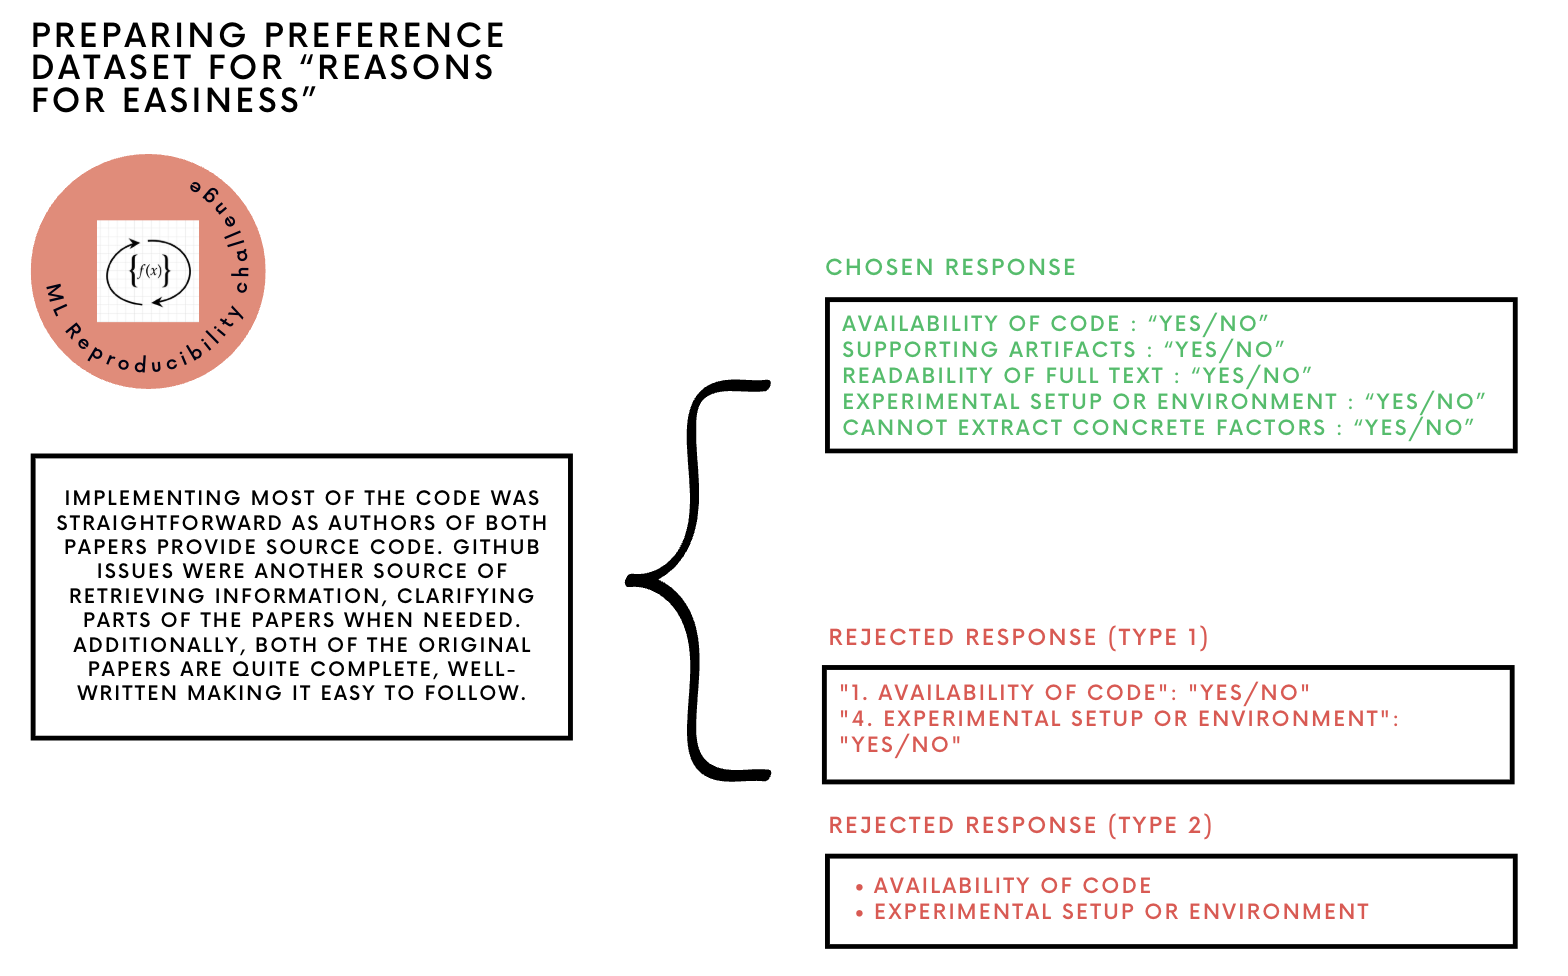 PREPARING PREFERENCE
DATASET FOR “REASONS
FOR EASINESS”
ML Reproducibility challenge
{f(x)}
IMPLEMENTING MOST OF THE CODE WAS
STRAIGHTFORWARD AS AUTHORS OF BOTH
PAPERS PROVIDE SOURCE CODE. GITHUB
ISSUES WERE ANOTHER SOURCE OF
RETRIEVING INFORMATION, CLARIFYING
PARTS OF THE PAPERS WHEN NEEDED.
ADDITIONALLY, BOTH OF THE ORIGINAL
PAPERS ARE QUITE COMPLETE, WELL-
WRITTEN MAKING IT EASY TO FOLLOW.
CHOSEN RESPONSE
AVAILABILITY OF CODE : “YES/NO”
SUPPORTING ARTIFACTS : “YES/NO”
READABILITY OF FULL TEXT : “YES/NO”
EXPERIMENTAL SETUP OR ENVIRONMENT : “YES/NO”
CANNOT EXTRACT CONCRETE FACTORS : “YES/NO”
REJECTED RESPONSE (TYPE 1)
"1. AVAILABILITY OF CODE": "YES/NO"
"4. EXPERIMENTAL SETUP OR ENVIRONMENT":
"YES/NO"
REJECTED RESPONSE (TYPE 2)
• AVAILABILITY OF CODE
• EXPERIMENTAL SETUP OR ENVIRONMENT